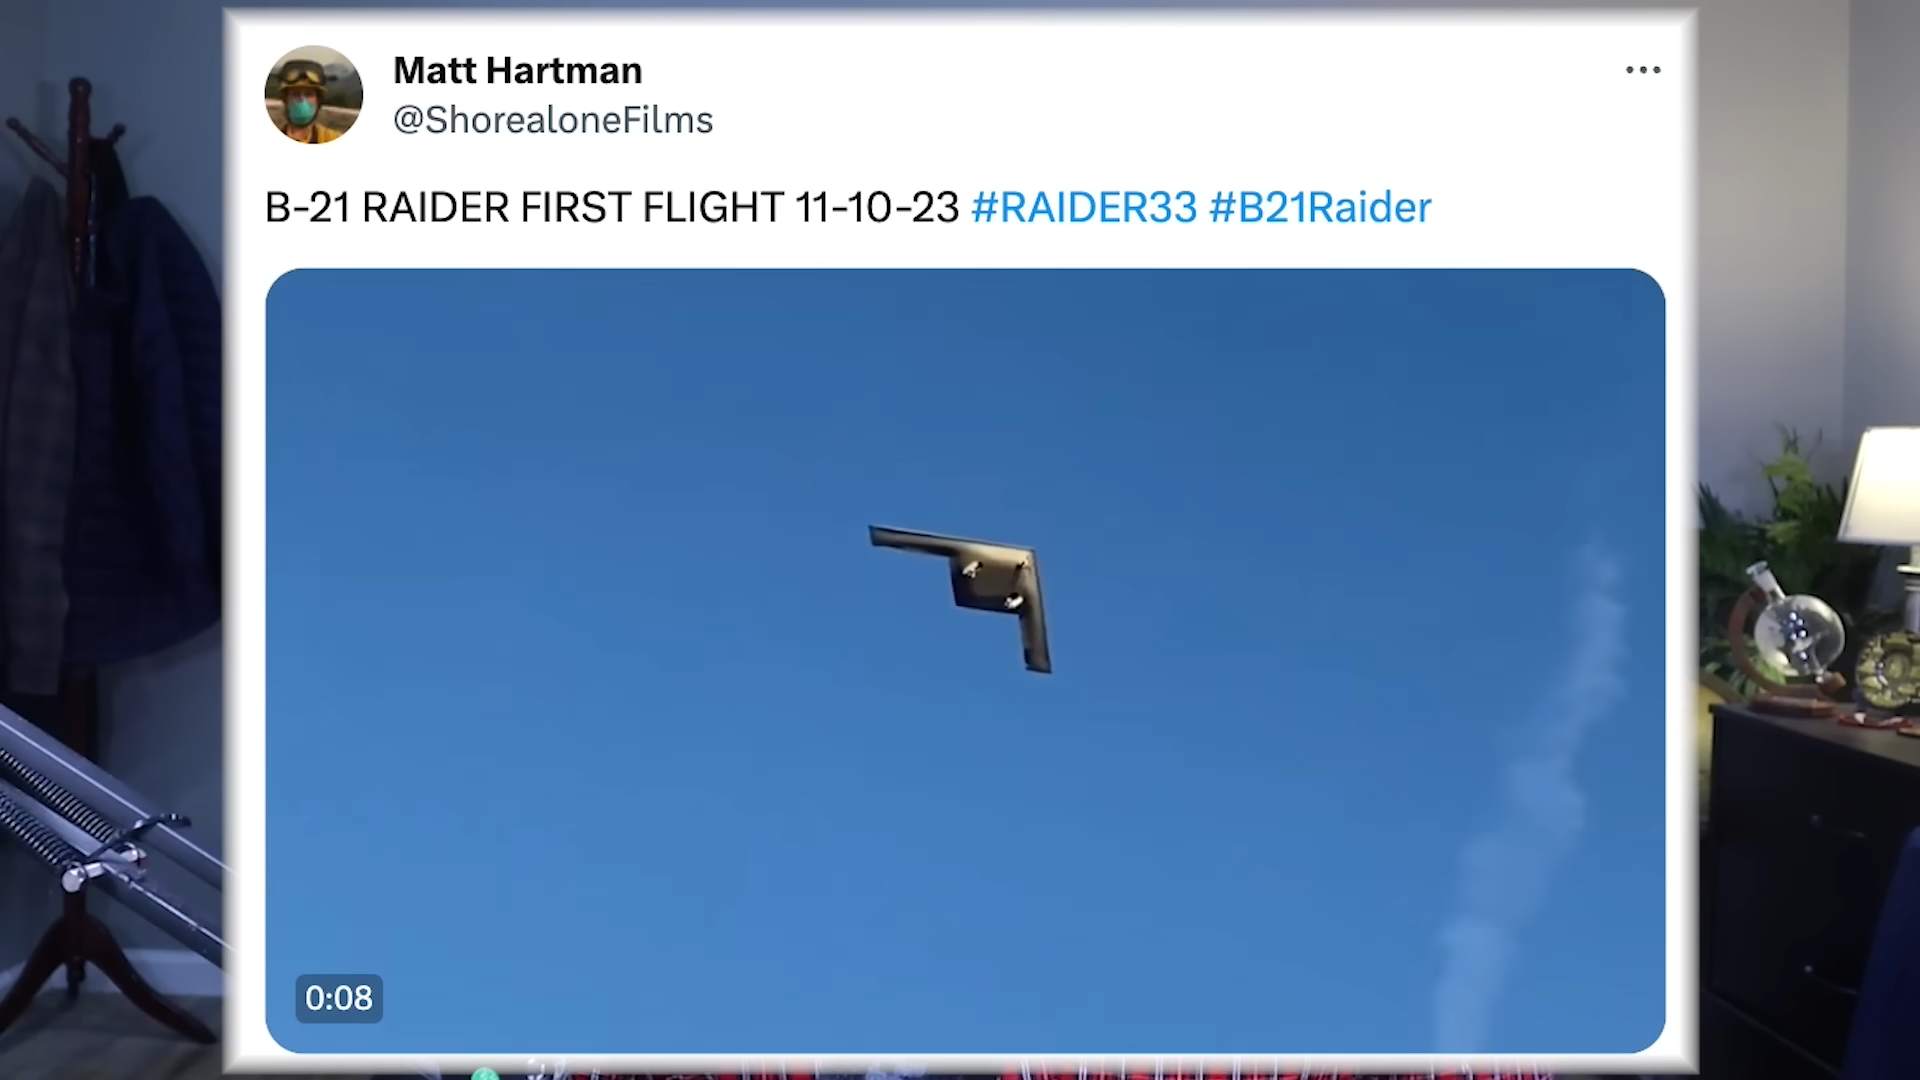 Matt Hartman
@ShorealoneFilms
B-21 RAIDER FIRST FLIGHT 11-10-23 #RAIDER33 #B21Raider
0:08